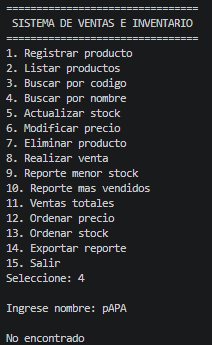 ================================
SISTEMA DE VENTAS E INVENTARIO
================================
1. Registrar producto
2. Listar productos
3. Buscar por codigo
4. Buscar por nombre
5. Actualizar stock
6. Modificar precio
7. Eliminar producto
8. Realizar venta
9. Reporte menor stock
10. Reporte mas vendidos
11. Ventas totales
12. Ordenar precio
13. Ordenar stock
14. Exportar reporte
15. Salir
Seleccione: 4
Ingrese nombre: pAPA
No encontrado